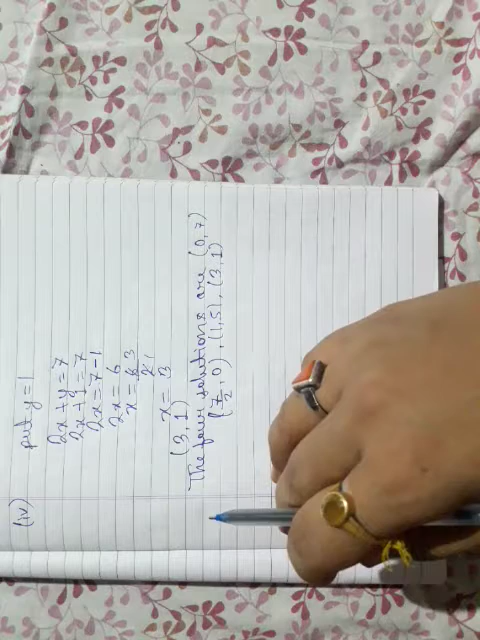 (iv) put y = 1
2x + y = 7
2x + y = 7
2x = 7 - 1
2x = 6
x = 6 3
2 1
x = 3
(3, 1)
The four solutions are (0, 7)
(7/2, 0), (1, 5), (3, 1)